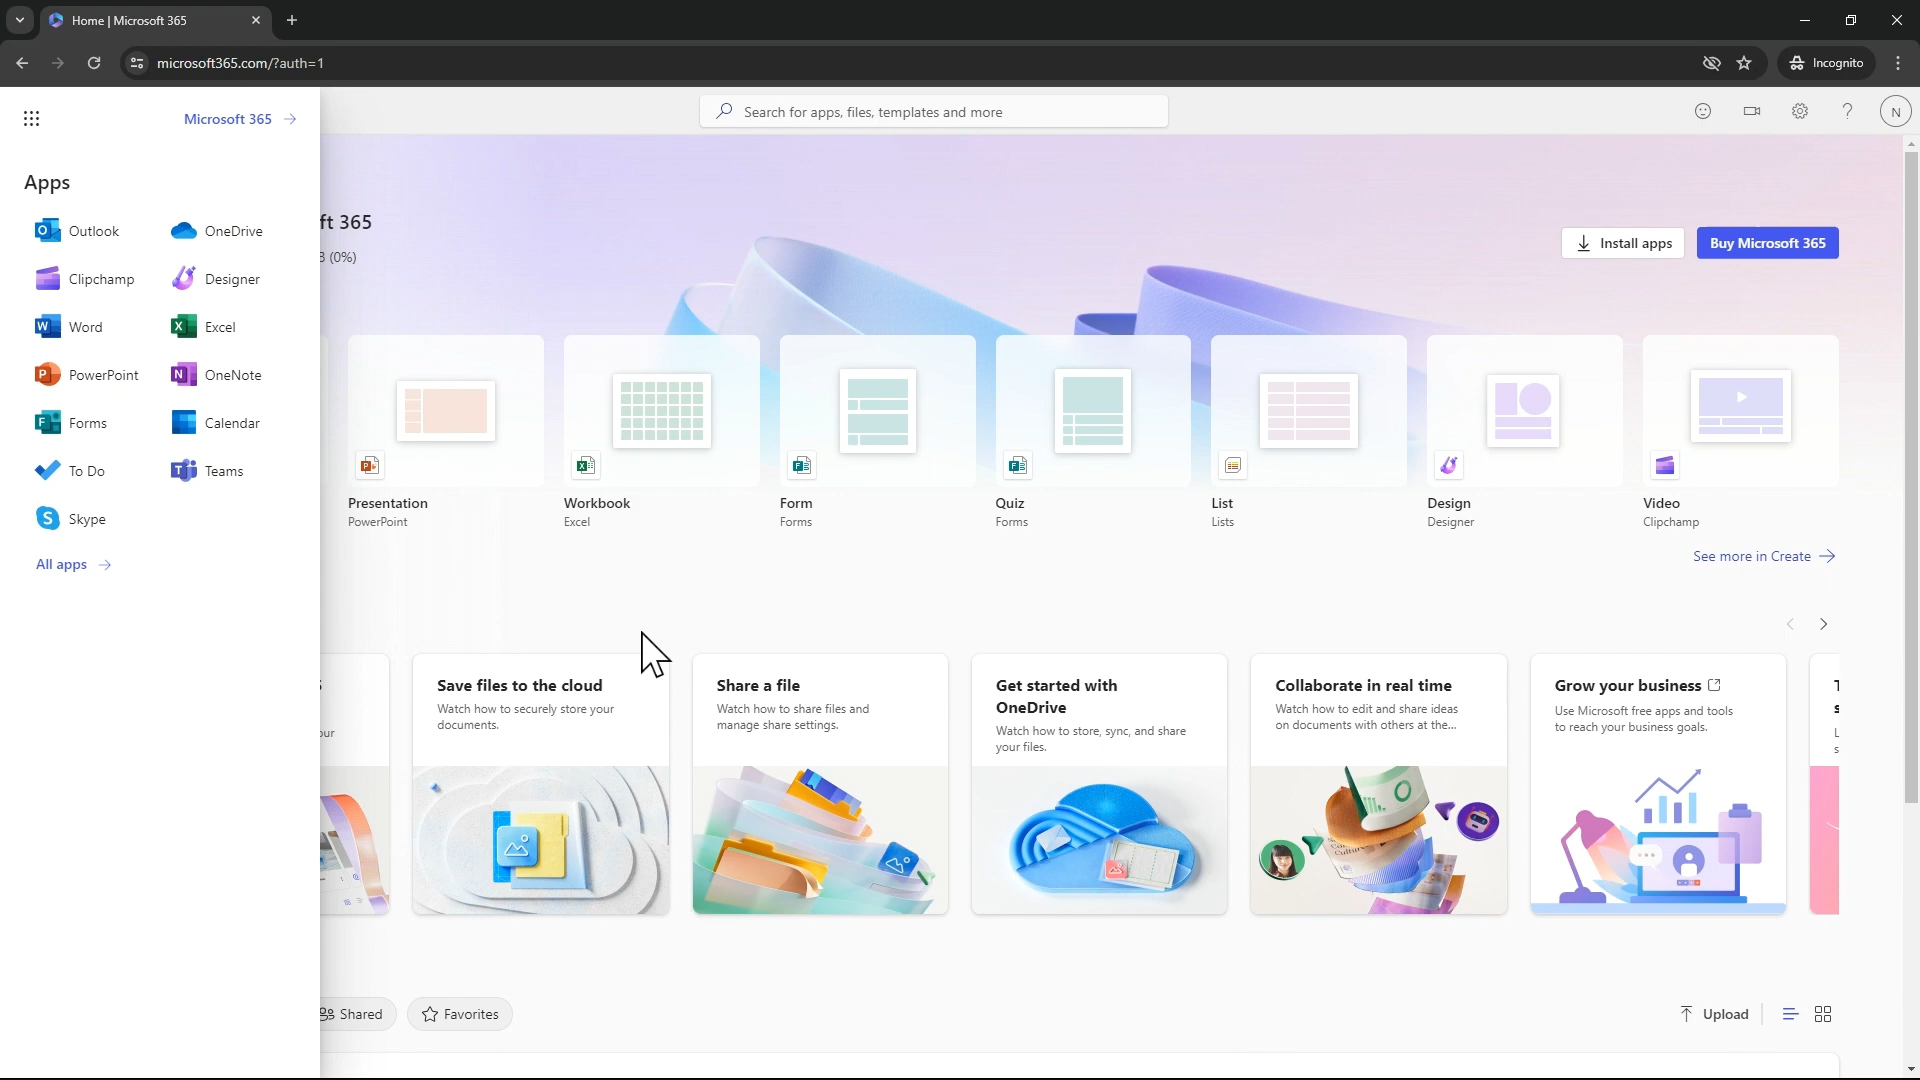 Home | Microsoft 365
microsoft365.com/?auth=1
Incognito
Microsoft 365
Search for apps, files, templates and more
N
Apps
Outlook
OneDrive
Clipchamp
Designer
Word
Excel
PowerPoint
OneNote
Forms
Calendar
To Do
Teams
Skype
All apps
ft 365
(0%)
Install apps
Buy Microsoft 365
Presentation
PowerPoint
Workbook
Excel
Form
Forms
Quiz
Forms
List
Lists
Design
Designer
Video
Clipchamp
See more in Create
Save files to the cloud
Watch how to securely store your
documents.
Share a file
Watch how to share files and
manage share settings.
Get started with
OneDrive
Watch how to store, sync, and share
your files.
Collaborate in real time
Watch how to edit and share ideas
on documents with others at the...
Grow your business
Use Microsoft free apps and tools
to reach your business goals.
Shared
Favorites
Upload